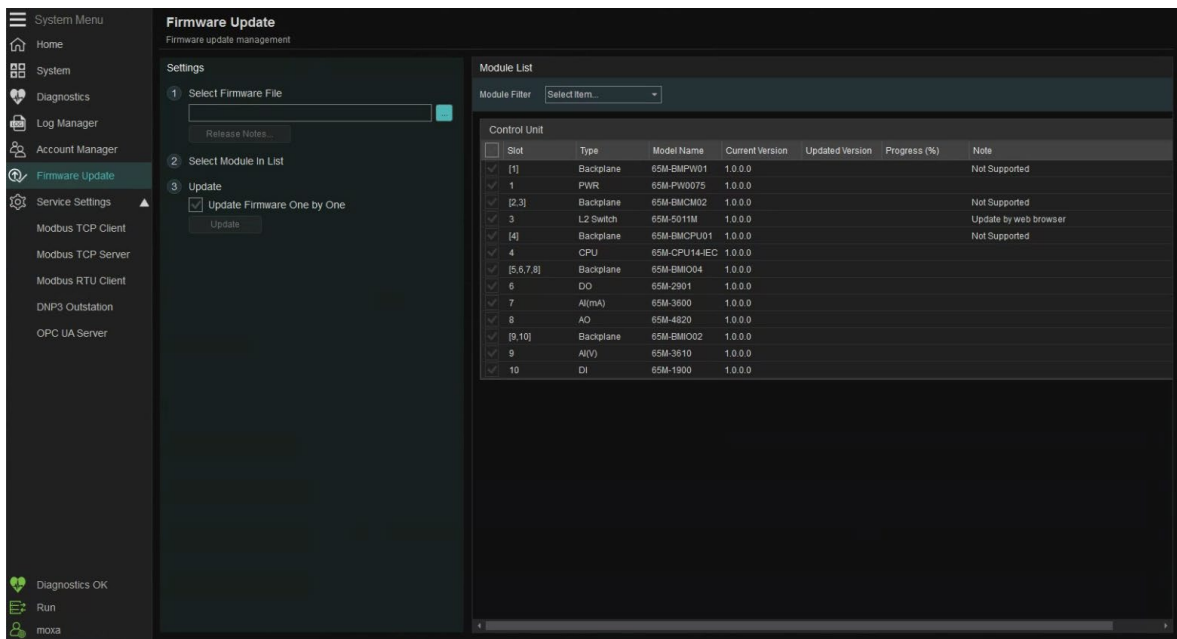 System Menu
Home
System
Diagnostics
Log Manager
Account Manager
Firmware Update
Service Settings
Modbus TCP Client
Modbus TCP Server
Modbus RTU Client
DNP3 Outstation
OPC UA Server
Diagnostics OK
Run
moxa
Firmware Update
Firmware update management
Settings
1 Select Firmware File
...
Release Notes...
2 Select Module In List
3 Update
Update Firmware One by One
Update
Module List
Module Filter Select Item...
Control Unit
Slot Type Model Name Current Version Updated Version Progress (%) Note
[1] Backplane 65M-BMPW01 1.0.0.0 Not Supported
1 PWR 65M-PW0075 1.0.0.0
[2,3] Backplane 65M-BMCM02 1.0.0.0 Not Supported
3 L2 Switch 65M-5011M 1.0.0.0 Update by web browser
[4] Backplane 65M-BMCPU01 1.0.0.0 Not Supported
4 CPU 65M-CPU14-IEC 1.0.0.0
[5,6,7,8] Backplane 65M-BMIO04 1.0.0.0
6 DO 65M-2901 1.0.0.0
7 AI(mA) 65M-3600 1.0.0.0
8 AO 65M-4820 1.0.0.0
[9,10] Backplane 65M-BMIO02 1.0.0.0
9 AI(V) 65M-3610 1.0.0.0
10 DI 65M-1900 1.0.0.0